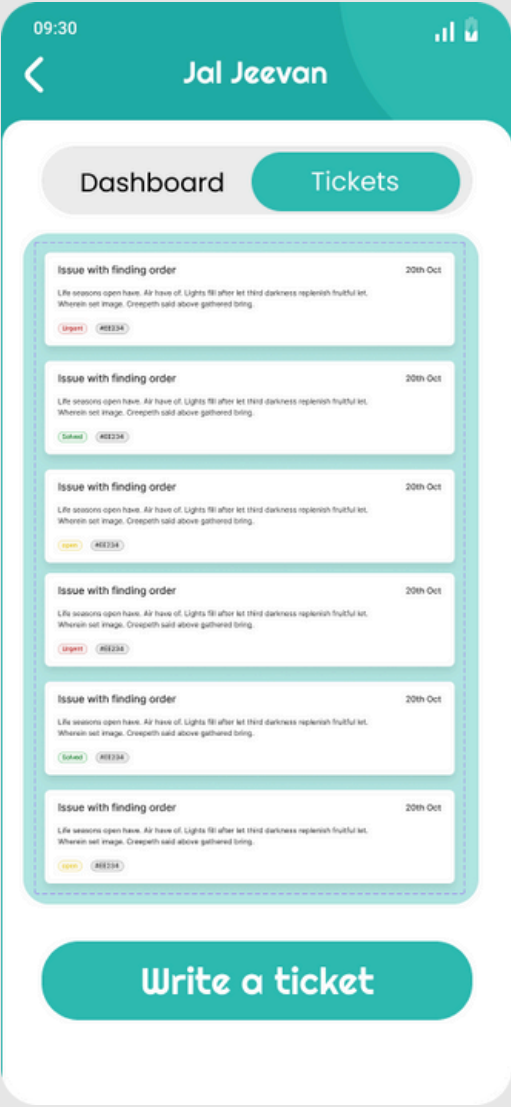 09:30
Jal Jeevan
Dashboard
Tickets
Issue with finding order
20th Oct
Life seasons open have. Air have of. Lights fill after let third darkness replenish fruitful let.
Wherein set image. Creepeth said above gathered bring.
Urgent
#EE234
Issue with finding order
20th Oct
Life seasons open have. Air have of. Lights fill after let third darkness replenish fruitful let.
Wherein set image. Creepeth said above gathered bring.
Solved
#EE234
Issue with finding order
20th Oct
Life seasons open have. Air have of. Lights fill after let third darkness replenish fruitful let.
Wherein set image. Creepeth said above gathered bring.
open
#EE234
Issue with finding order
20th Oct
Life seasons open have. Air have of. Lights fill after let third darkness replenish fruitful let.
Wherein set image. Creepeth said above gathered bring.
Urgent
#EE234
Issue with finding order
20th Oct
Life seasons open have. Air have of. Lights fill after let third darkness replenish fruitful let.
Wherein set image. Creepeth said above gathered bring.
Solved
#EE234
Issue with finding order
20th Oct
Life seasons open have. Air have of. Lights fill after let third darkness replenish fruitful let.
Wherein set image. Creepeth said above gathered bring.
open
#EE234
Write a ticket